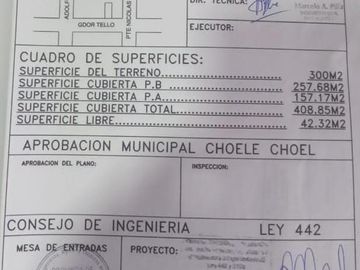 DIR. TECNICA:
GDOR TELLO
PTE NICOLAS
EJECUTOR:
CUADRO DE SUPERFICIES:
SUPERFICIE DEL TERRENO............300M2
SUPERFICIE CUBIERTA P.B............257.68M2
SUPERFICIE CUBIERTA P.A............157.17M2
SUPERFICIE CUBIERTA TOTAL............408.85M2
SUPERFICIE LIBRE............42.32M2
APROBACION MUNICIPAL CHOELE CHOEL
APROBACION DEL PLANO:
INSPECCION:
CONSEJO DE INGENIERIA LEY 442
MESA DE ENTRADAS
PROYECTO: